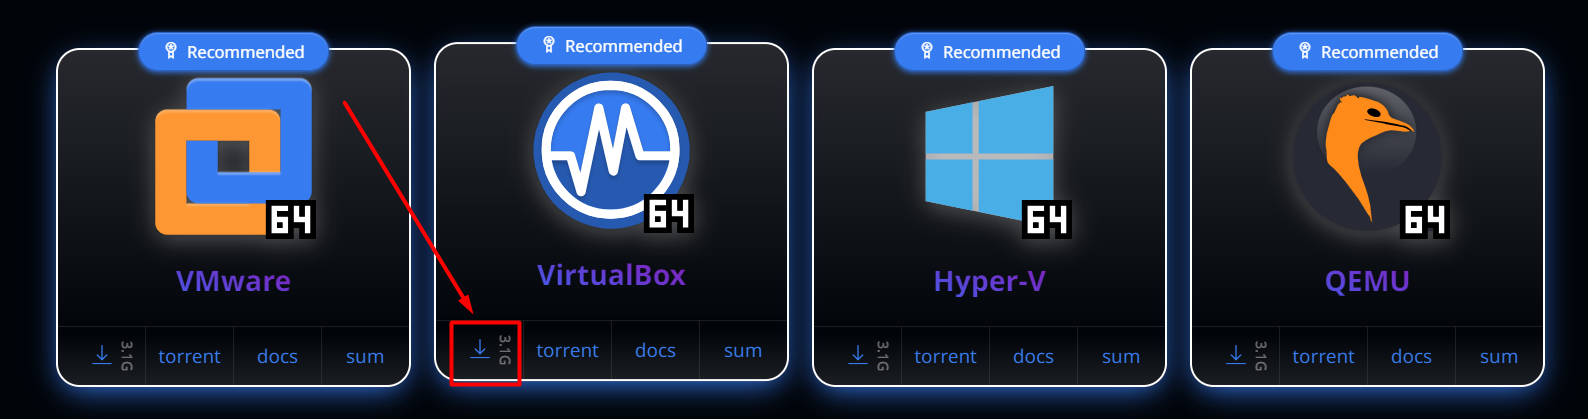 Recommended
64
VMware
3.1G
torrent
docs
sum
Recommended
64
VirtualBox
3.1G
torrent
docs
sum
Recommended
64
Hyper-V
3.1G
torrent
docs
sum
Recommended
64
QEMU
3.1G
torrent
docs
sum